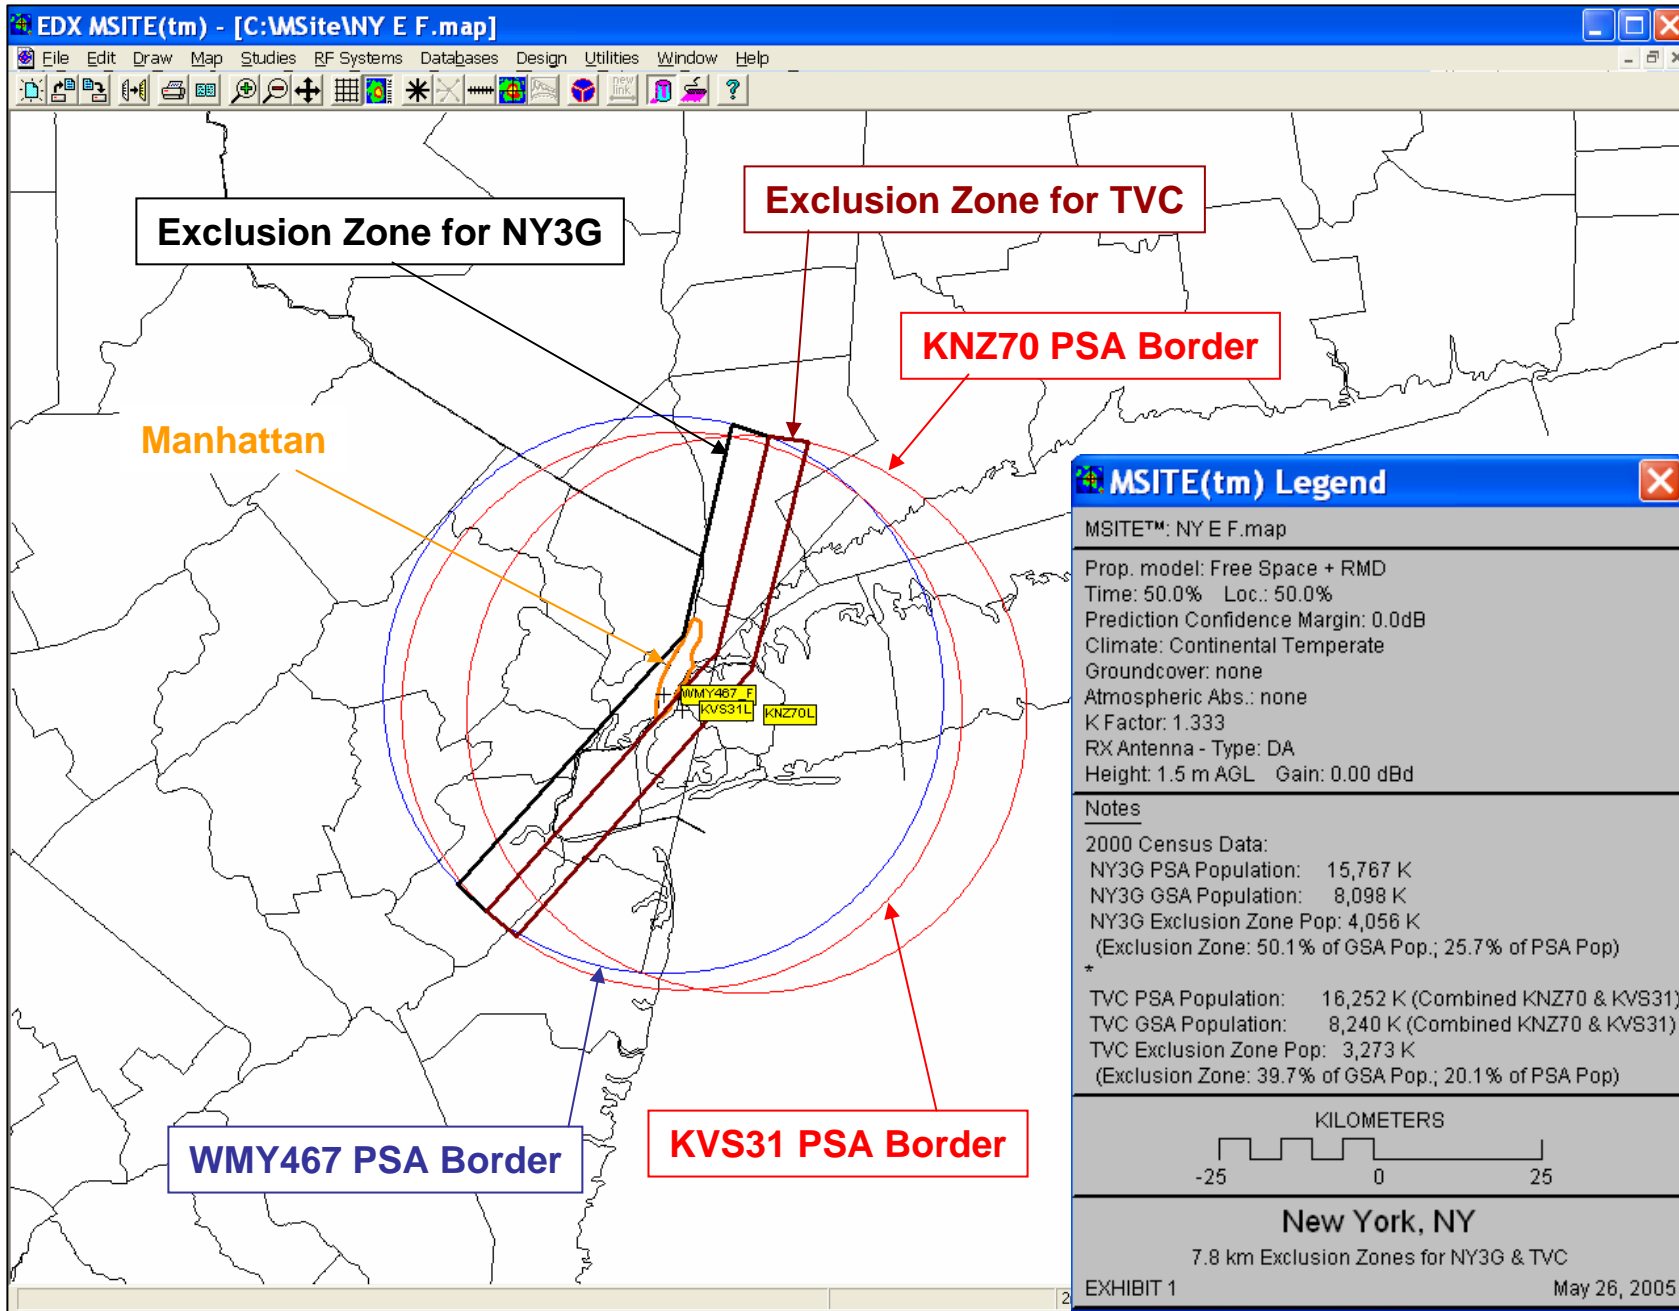 EDX MSITE(tm) - [C:\MSite\NY E F.map]
File Edit Draw Map Studies RF Systems Databases Design Utilities Window Help
new link
Exclusion Zone for TVC
Exclusion Zone for NY3G
KNZ70 PSA Border
Manhattan
WMY467_F
KVS31L
KNZ70L
WMY467 PSA Border
KVS31 PSA Border
MSITE(tm) Legend
MSITE™: NY E F.map
Prop. model: Free Space + RMD
Time: 50.0% Loc.: 50.0%
Prediction Confidence Margin: 0.0dB
Climate: Continental Temperate
Groundcover: none
Atmospheric Abs.: none
K Factor: 1.333
RX Antenna - Type: DA
Height: 1.5 m AGL Gain: 0.00 dBd
Notes
2000 Census Data:
NY3G PSA Population: 15,767 K
NY3G GSA Population: 8,098 K
NY3G Exclusion Zone Pop: 4,056 K
(Exclusion Zone: 50.1% of GSA Pop.; 25.7% of PSA Pop)
*
TVC PSA Population: 16,252 K (Combined KNZ70 & KVS31)
TVC GSA Population: 8,240 K (Combined KNZ70 & KVS31)
TVC Exclusion Zone Pop: 3,273 K
(Exclusion Zone: 39.7% of GSA Pop.; 20.1% of PSA Pop)
KILOMETERS
-25 0 25
New York, NY
7.8 km Exclusion Zones for NY3G & TVC
EXHIBIT 1 May 26, 2005